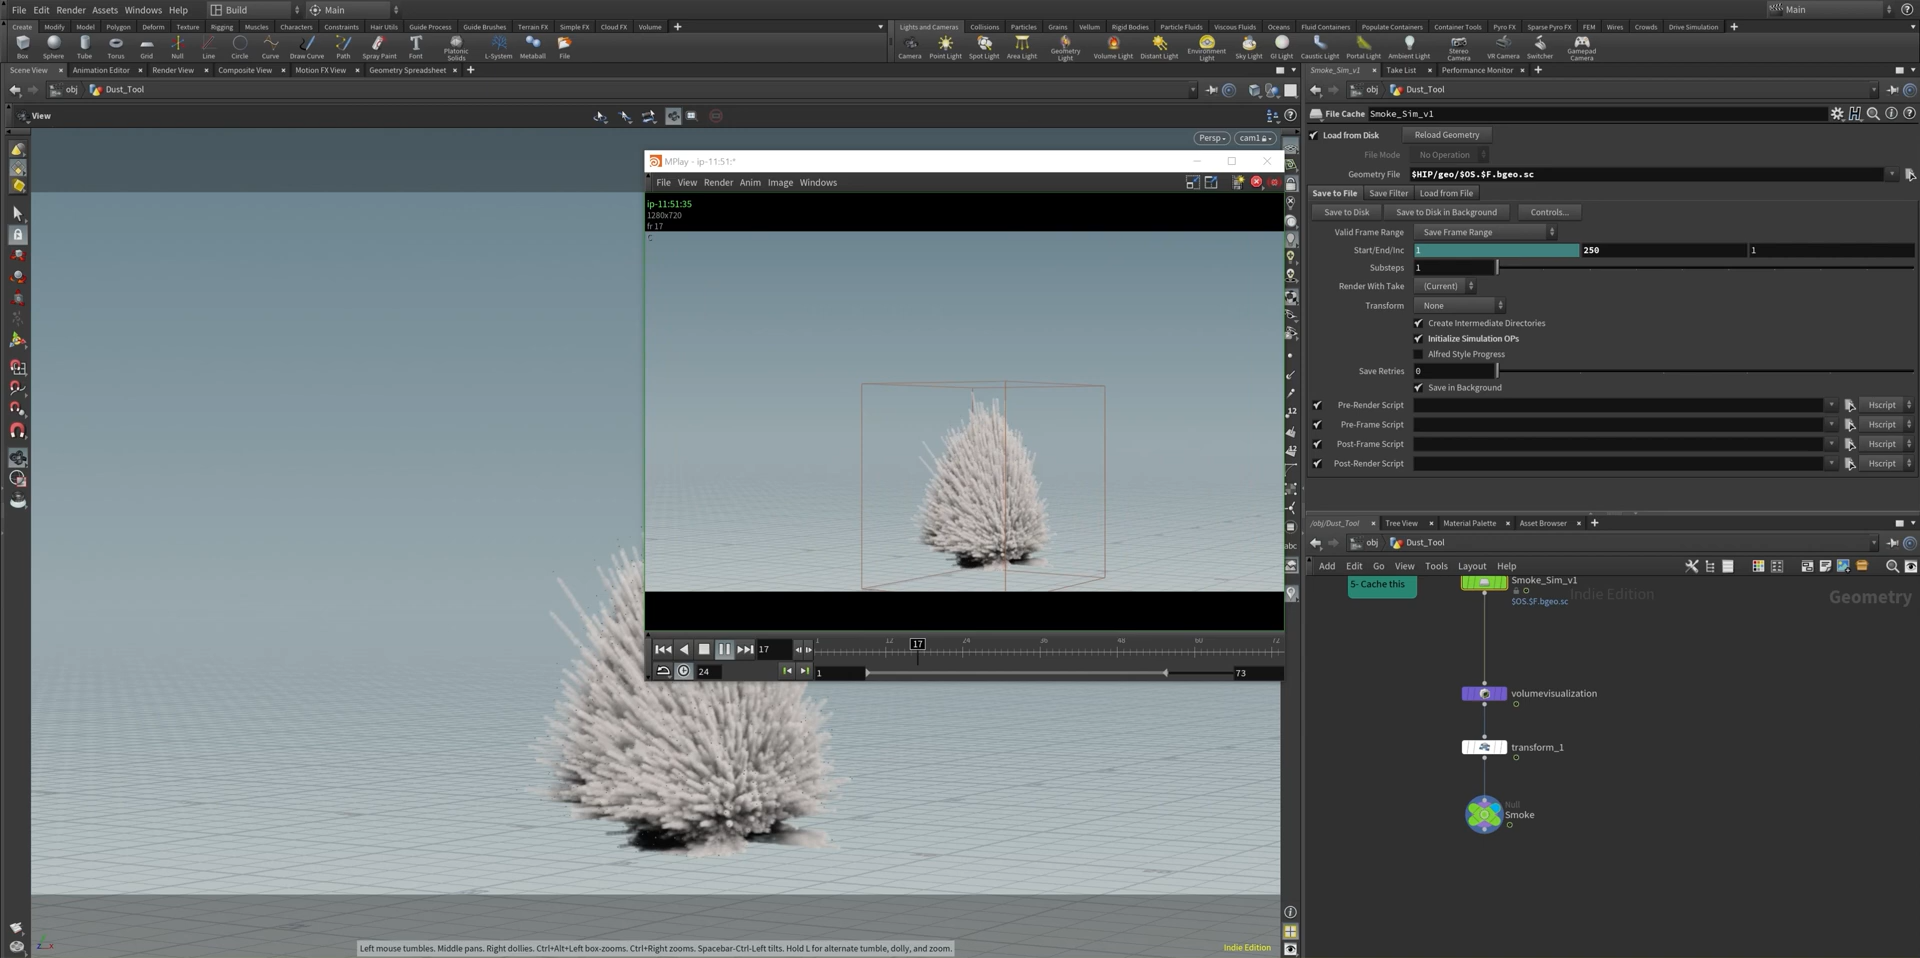 File Edit Render Assets Windows Help Build Main Main
Create Modify Model Polygon Deform Texture Rigging Muscles Characters Constraints Hair Utils Guide Process Guide Brushes Terrain FX Simple FX Cloud FX Volume
Lights and Cameras Collisions Particles Grains Vellum Rigid Bodies Particle Fluids Viscous Fluids Oceans Fluid Containers Populate Containers Container Tools Pyro FX Sparse Pyro FX FEM Wires Crowds Drive Simulation
Box Sphere Tube Torus Grid Null Line Circle Curve Draw Curve Path Spray Paint Font Platonic Solids L-System Metaball File
Camera Point Light Spot Light Area Light Geometry Light Volume Light Distant Light Environment Light Sky Light GI Light Caustic Light Portal Light Ambient Light Stereo Camera VR Camera Switcher Gamepad Camera
Scene View Animation Editor Render View Composite View Motion FX View Geometry Spreadsheet
obj Dust_Tool
View
Persp cam1
MPlay - ip-11:51:*
File View Render Anim Image Windows
ip-11:51:35
1280x720
fr 17
C
17 1 12 17 24 36 48 60 72
24 1 73
Left mouse tumbles. Middle pans. Right dollies. Ctrl+Alt+Left box-zooms. Ctrl+Right zooms. Spacebar-Ctrl-Left tilts. Hold L for alternate tumble, dolly, and zoom.
Indie Edition
Smoke_Sim_v1 Take List Performance Monitor
obj Dust_Tool
File Cache Smoke_Sim_v1
Load from Disk Reload Geometry
File Mode No Operation
Geometry File $HIP/geo/$OS.$F.bgeo.sc
Save to File Save Filter Load from File
Save to Disk Save to Disk in Background Controls...
Valid Frame Range Save Frame Range
Start/End/Inc 1 250 1
Substeps 1
Render With Take (Current)
Transform None
Create Intermediate Directories
Initialize Simulation OPs
Alfred Style Progress
Save Retries 0
Save in Background
Pre-Render Script Hscript
Pre-Frame Script Hscript
Post-Frame Script Hscript
Post-Render Script Hscript
/obj/Dust_Tool Tree View Material Palette Asset Browser
obj Dust_Tool
Add Edit Go View Tools Layout Help
5- Cache this
Smoke_Sim_v1
$OS.$F.bgeo.sc
Indie Edition
Geometry
volumevisualization
transform_1
Null
Smoke